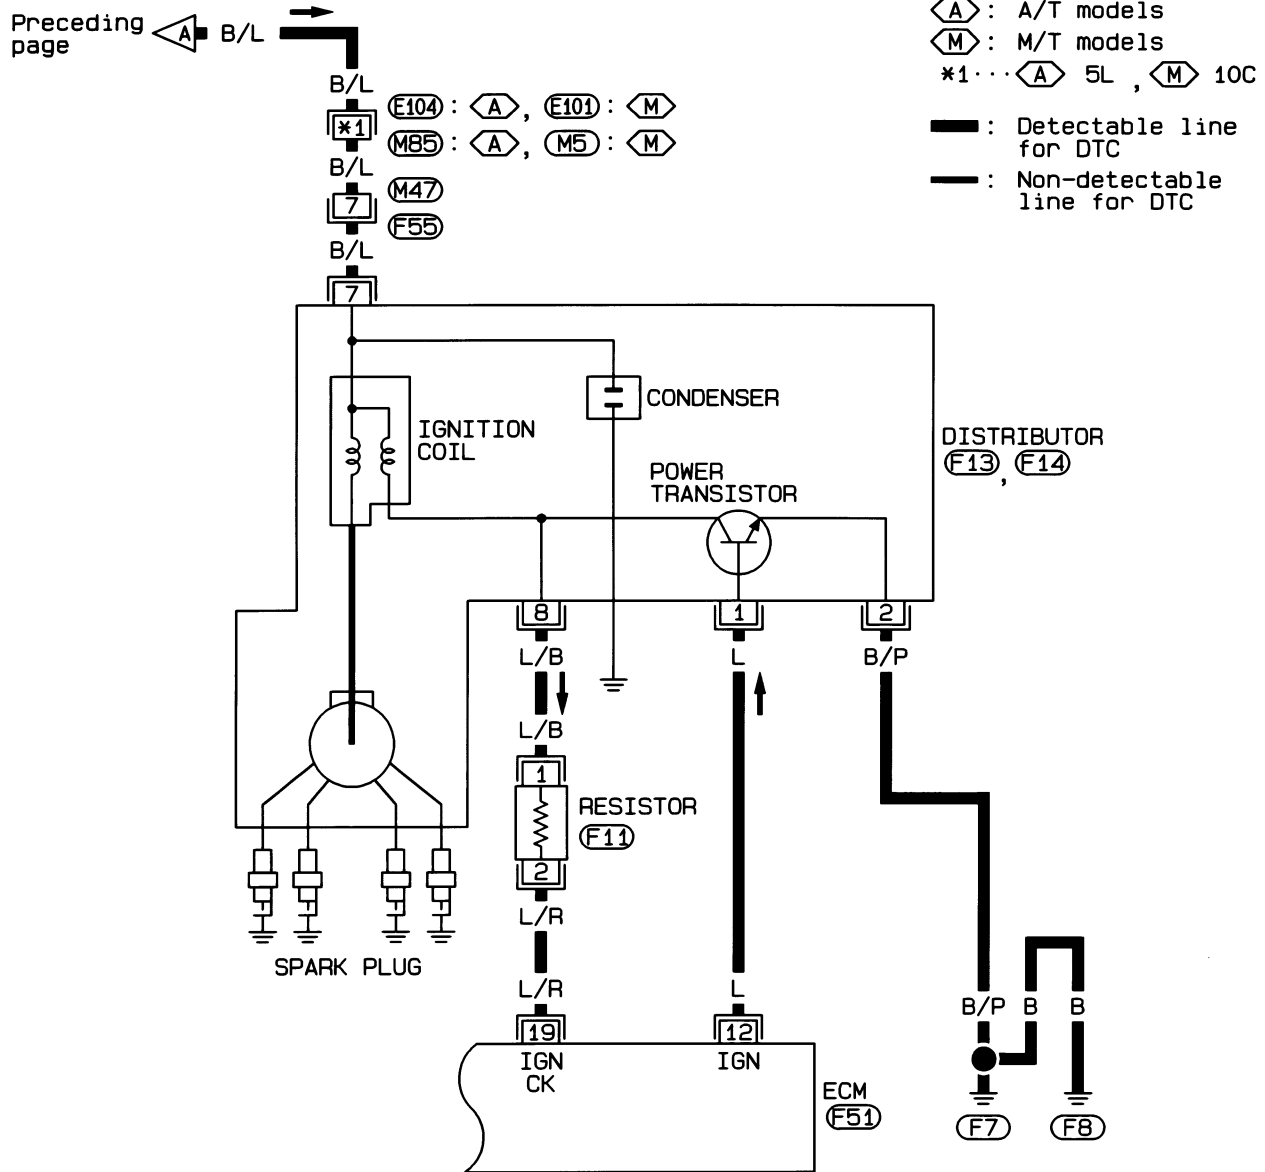 Preceding
page
A
B/L
A : A/T models
M : M/T models
*1··· A 5L , M 10C
: Detectable line
for DTC
: Non-detectable
line for DTC
B/L
*1
E104 : A , E101 : M
M85 : A , M5 : M
B/L
M47
7
F55
B/L
7
CONDENSER
IGNITION
COIL
DISTRIBUTOR
F13 , F14
POWER
TRANSISTOR
8
1
2
L/B
L
B/P
L/B
1
RESISTOR
F11
2
L/R
SPARK PLUG
L/R
L
B/P
B
B
19
12
IGN
CK
IGN
ECM
F51
F7
F8